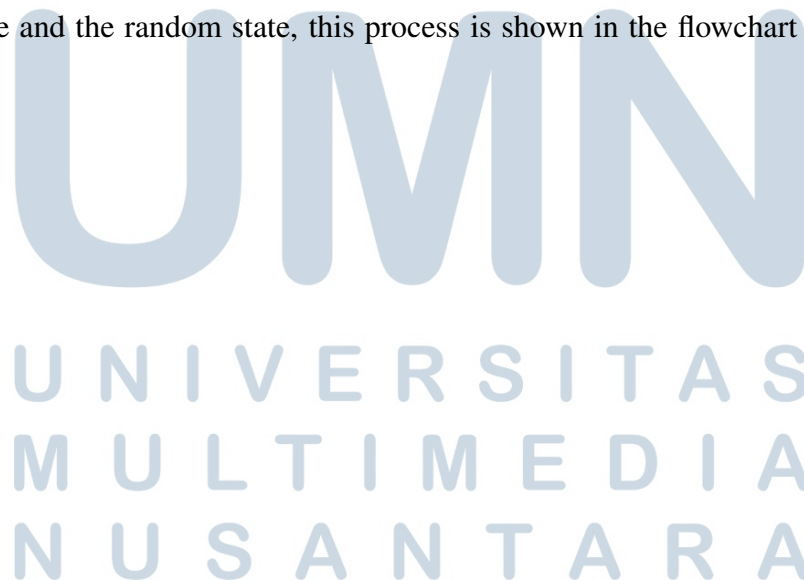 and the random state, this process is shown in the flowchart
UMN
UNIVERSITAS
MULTIMEDIA
NUSANTARA